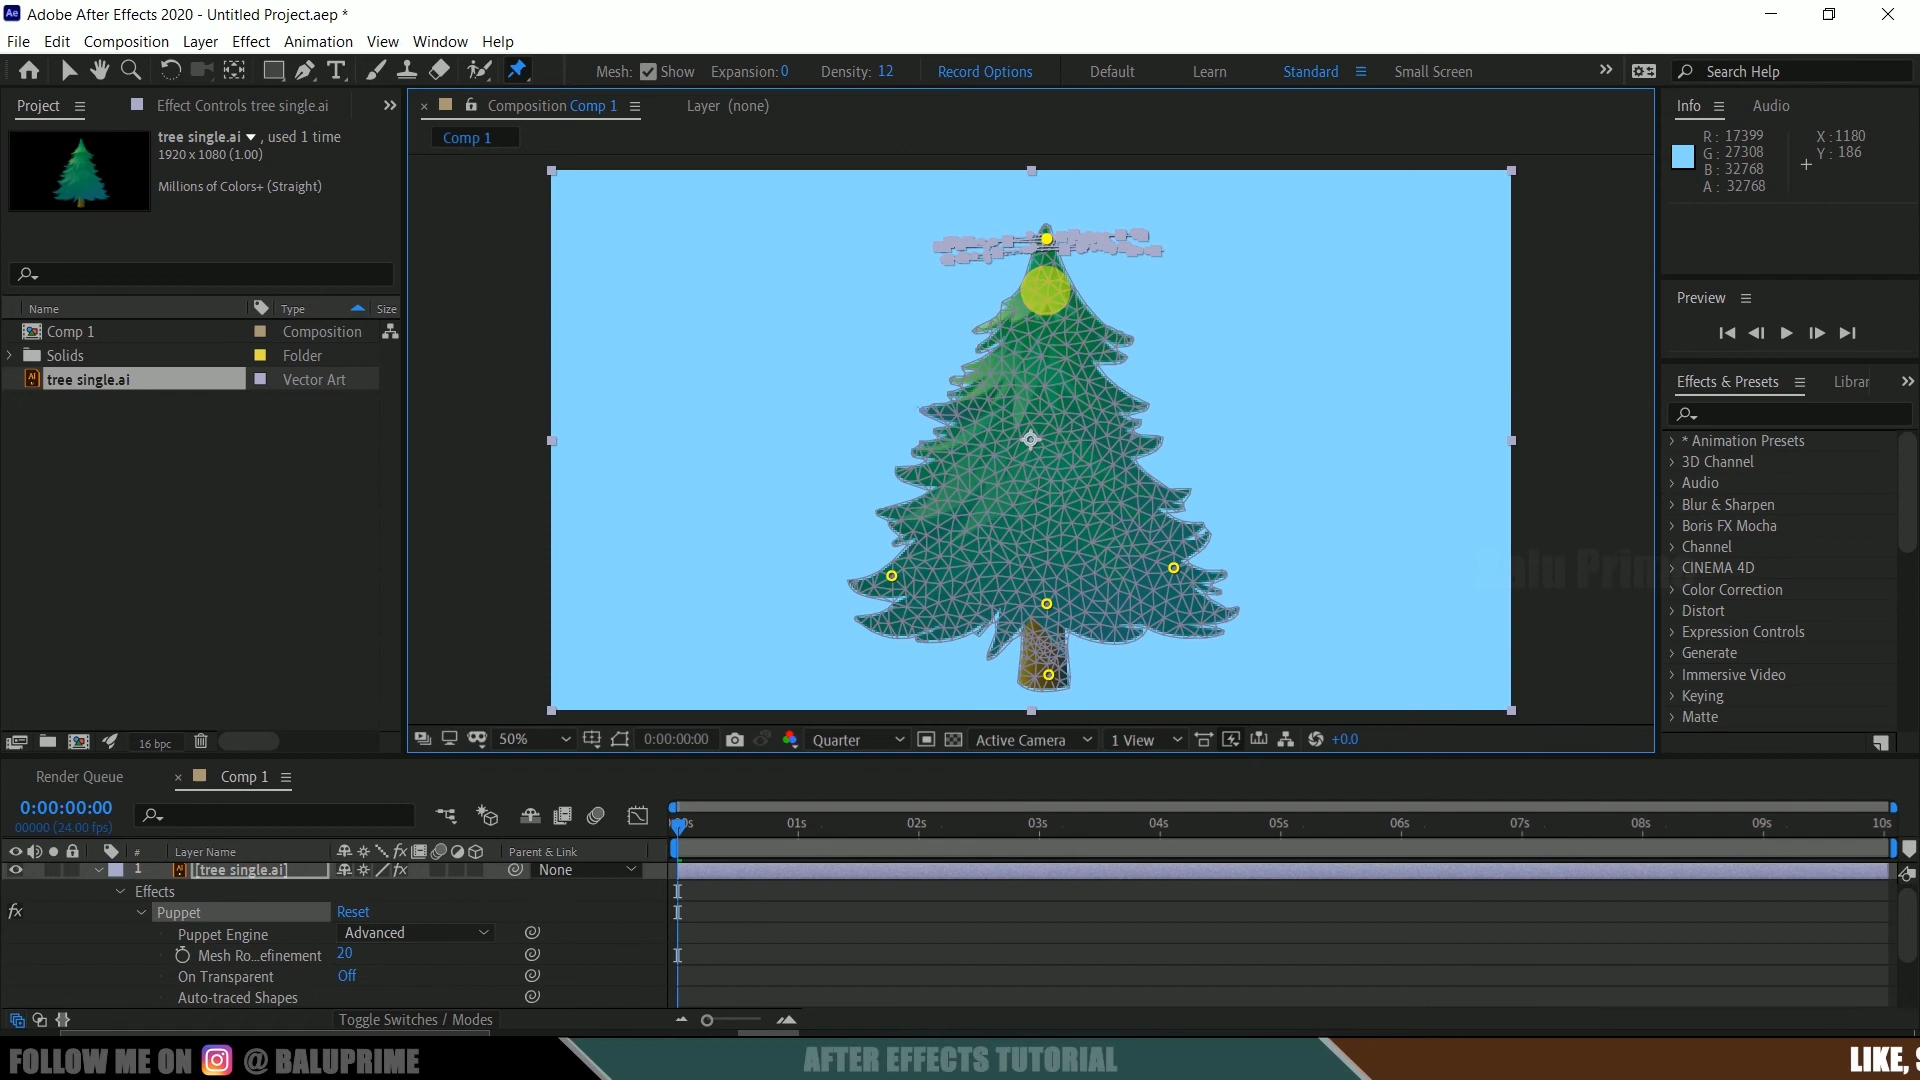 Ae Adobe After Effects 2020 - Untitled Project.aep *
File Edit Composition Layer Effect Animation View Window Help
Mesh: Show Expansion: 0 Density: 12 Record Options Default Learn Standard Small Screen Search Help
Project Effect Controls tree single.ai
tree single.ai , used 1 time
1920 x 1080 (1.00)
Millions of Colors+ (Straight)
Name Type Size
Comp 1 Composition
Solids Folder
tree single.ai Vector Art
16 bpc
Composition Comp 1 Layer (none)
Comp 1
50% 0:00:00:00 Quarter Active Camera 1 View +0.0
Info Audio
R: 17399
G: 27308
B: 32768
A: 32768
X: 1180
Y: 186
Preview
Effects & Presets Librar
* Animation Presets
3D Channel
Audio
Blur & Sharpen
Boris FX Mocha
Channel
CINEMA 4D
Color Correction
Distort
Expression Controls
Generate
Immersive Video
Keying
Matte
Render Queue Comp 1
0:00:00:00
00000 (24.00 fps)
01s 02s 03s 04s 05s 06s 07s 08s 09s 10s
# Layer Name Parent & Link
1 [tree single.ai] None
Effects
fx Puppet Reset
Puppet Engine Advanced
Mesh Ro...efinement 20
On Transparent Off
Auto-traced Shapes
Toggle Switches / Modes
FOLLOW ME ON @ BALUPRIME
AFTER EFFECTS TUTORIAL
LIKE,